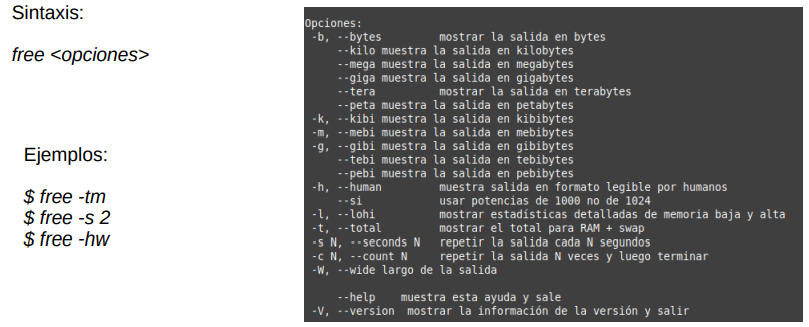 Sintaxis:
free <opciones>
Ejemplos:
$ free -tm
$ free -s 2
$ free -hw
Opciones:
-b, --bytes mostrar la salida en bytes
--kilo muestra la salida en kilobytes
--mega muestra la salida en megabytes
--giga muestra la salida en gigabytes
--tera mostrar la salida en terabytes
--peta muestra la salida en petabytes
-k, --kibi muestra la salida en kibibytes
-m, --mebi muestra la salida en mebibytes
-g, --gibi muestra la salida en gibibytes
--tebi muestra la salida en tebibytes
--pebi muestra la salida en pebibytes
-h, --human muestra salida en formato legible por humanos
--si usar potencias de 1000 no de 1024
-l, --lohi mostrar estadísticas detalladas de memoria baja y alta
-t, --total mostrar el total para RAM + swap
-s N, --seconds N repetir la salida cada N segundos
-c N, --count N repetir la salida N veces y luego terminar
-W, --wide largo de la salida
--help muestra esta ayuda y sale
-V, --version mostrar la información de la versión y salir